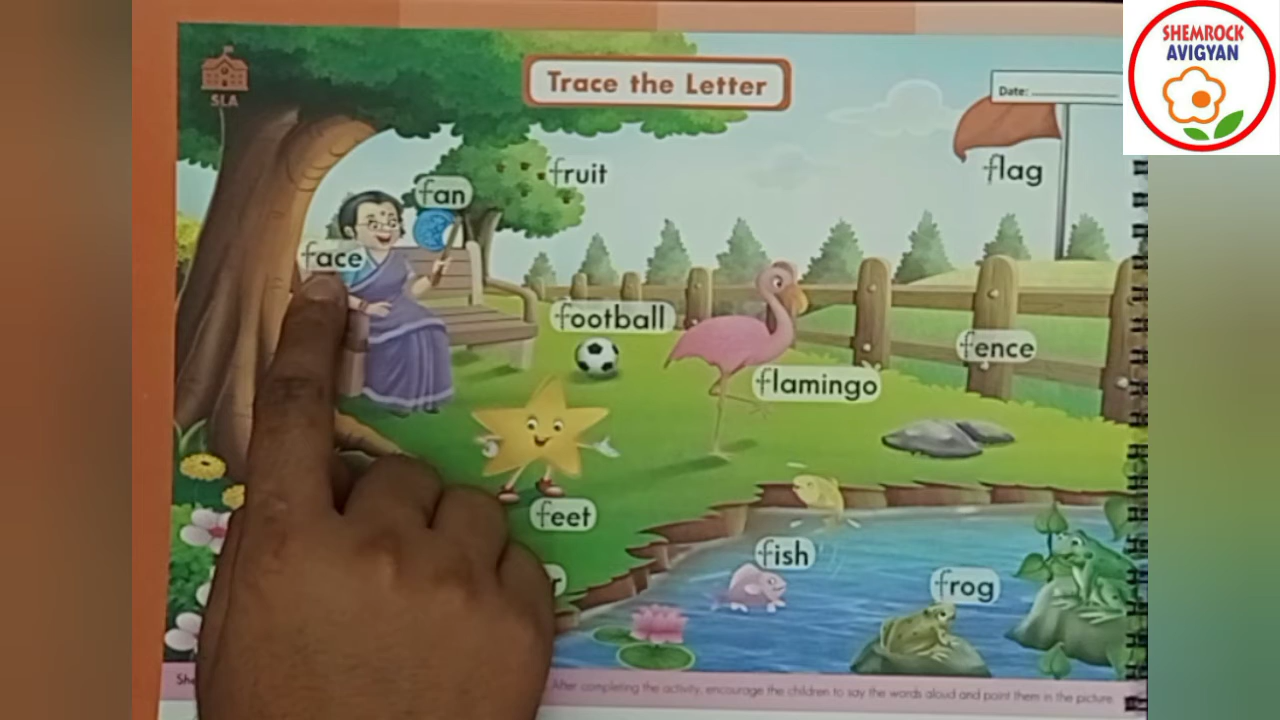 SHEMROCK
AVIGYAN
SLA
Trace the Letter
Date:
fruit
flag
fan
face
football
fence
flamingo
feet
fish
frog
After completing the activity, encourage the children to say the words aloud and point them in the picture.